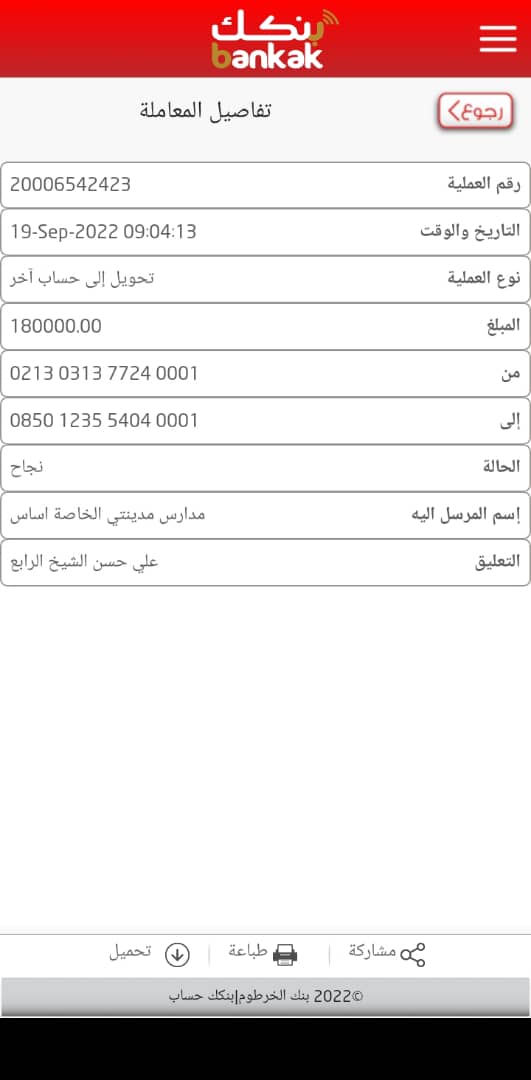 بنكك
bankak
رجوع
تفاصيل المعاملة
رقم العملية 20006542423
التاريخ والوقت 19-Sep-2022 09:04:13
نوع العملية تحويل إلى حساب آخر
المبلغ 180000.00
من 0213 0313 7724 0001
إلى 0850 1235 5404 0001
الحالة نجاح
إسم المرسل اليه مدارس مدينتي الخاصة اساس
التعليق علي حسن الشيخ الرابع
مشاركة طباعة تحميل
©2022 بنك الخرطوم|بنكك حساب